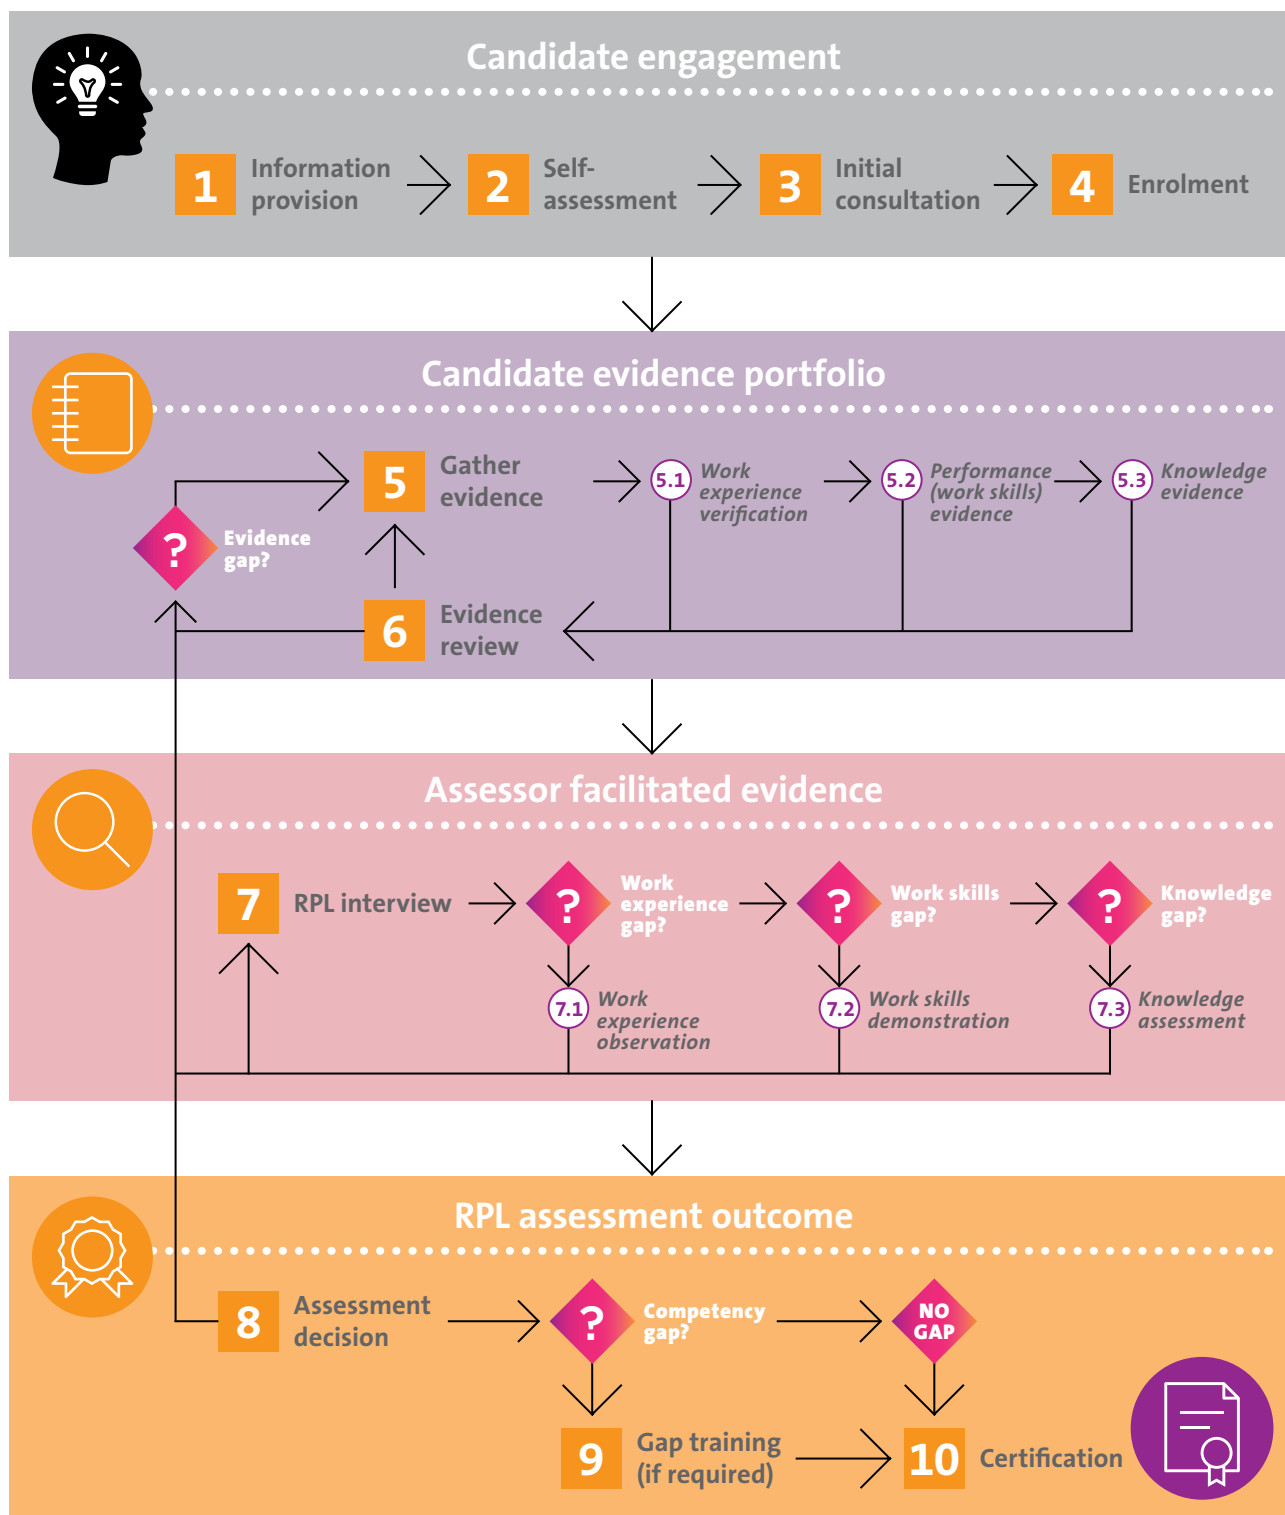 Candidate engagement
1
Information
provision
2
Self-
assessment
3
Initial
consultation
4
Enrolment
Candidate evidence portfolio
5
Gather
evidence
5.1
Work
experience
verification
5.2
Performance
(work skills)
evidence
5.3
Knowledge
evidence
?
Evidence
gap?
6
Evidence
review
Assessor facilitated evidence
7
RPL interview
?
Work
experience
gap?
?
Work skills
gap?
?
Knowledge
gap?
7.1
Work
experience
observation
7.2
Work skills
demonstration
7.3
Knowledge
assessment
RPL assessment outcome
8
Assessment
decision
?
Competency
gap?
NO
GAP
9
Gap training
(if required)
10
Certification